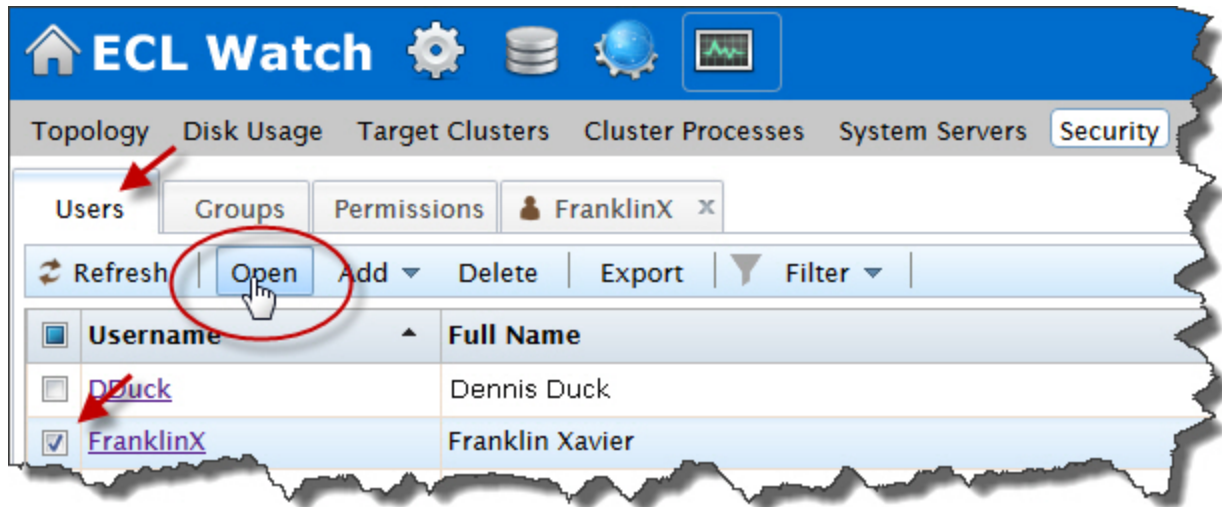 ECL Watch
Topology Disk Usage Target Clusters Cluster Processes System Servers Security
Users Groups Permissions FranklinX x
Refresh Open Add Delete Export Filter
Username Full Name
DDuck Dennis Duck
FranklinX Franklin Xavier